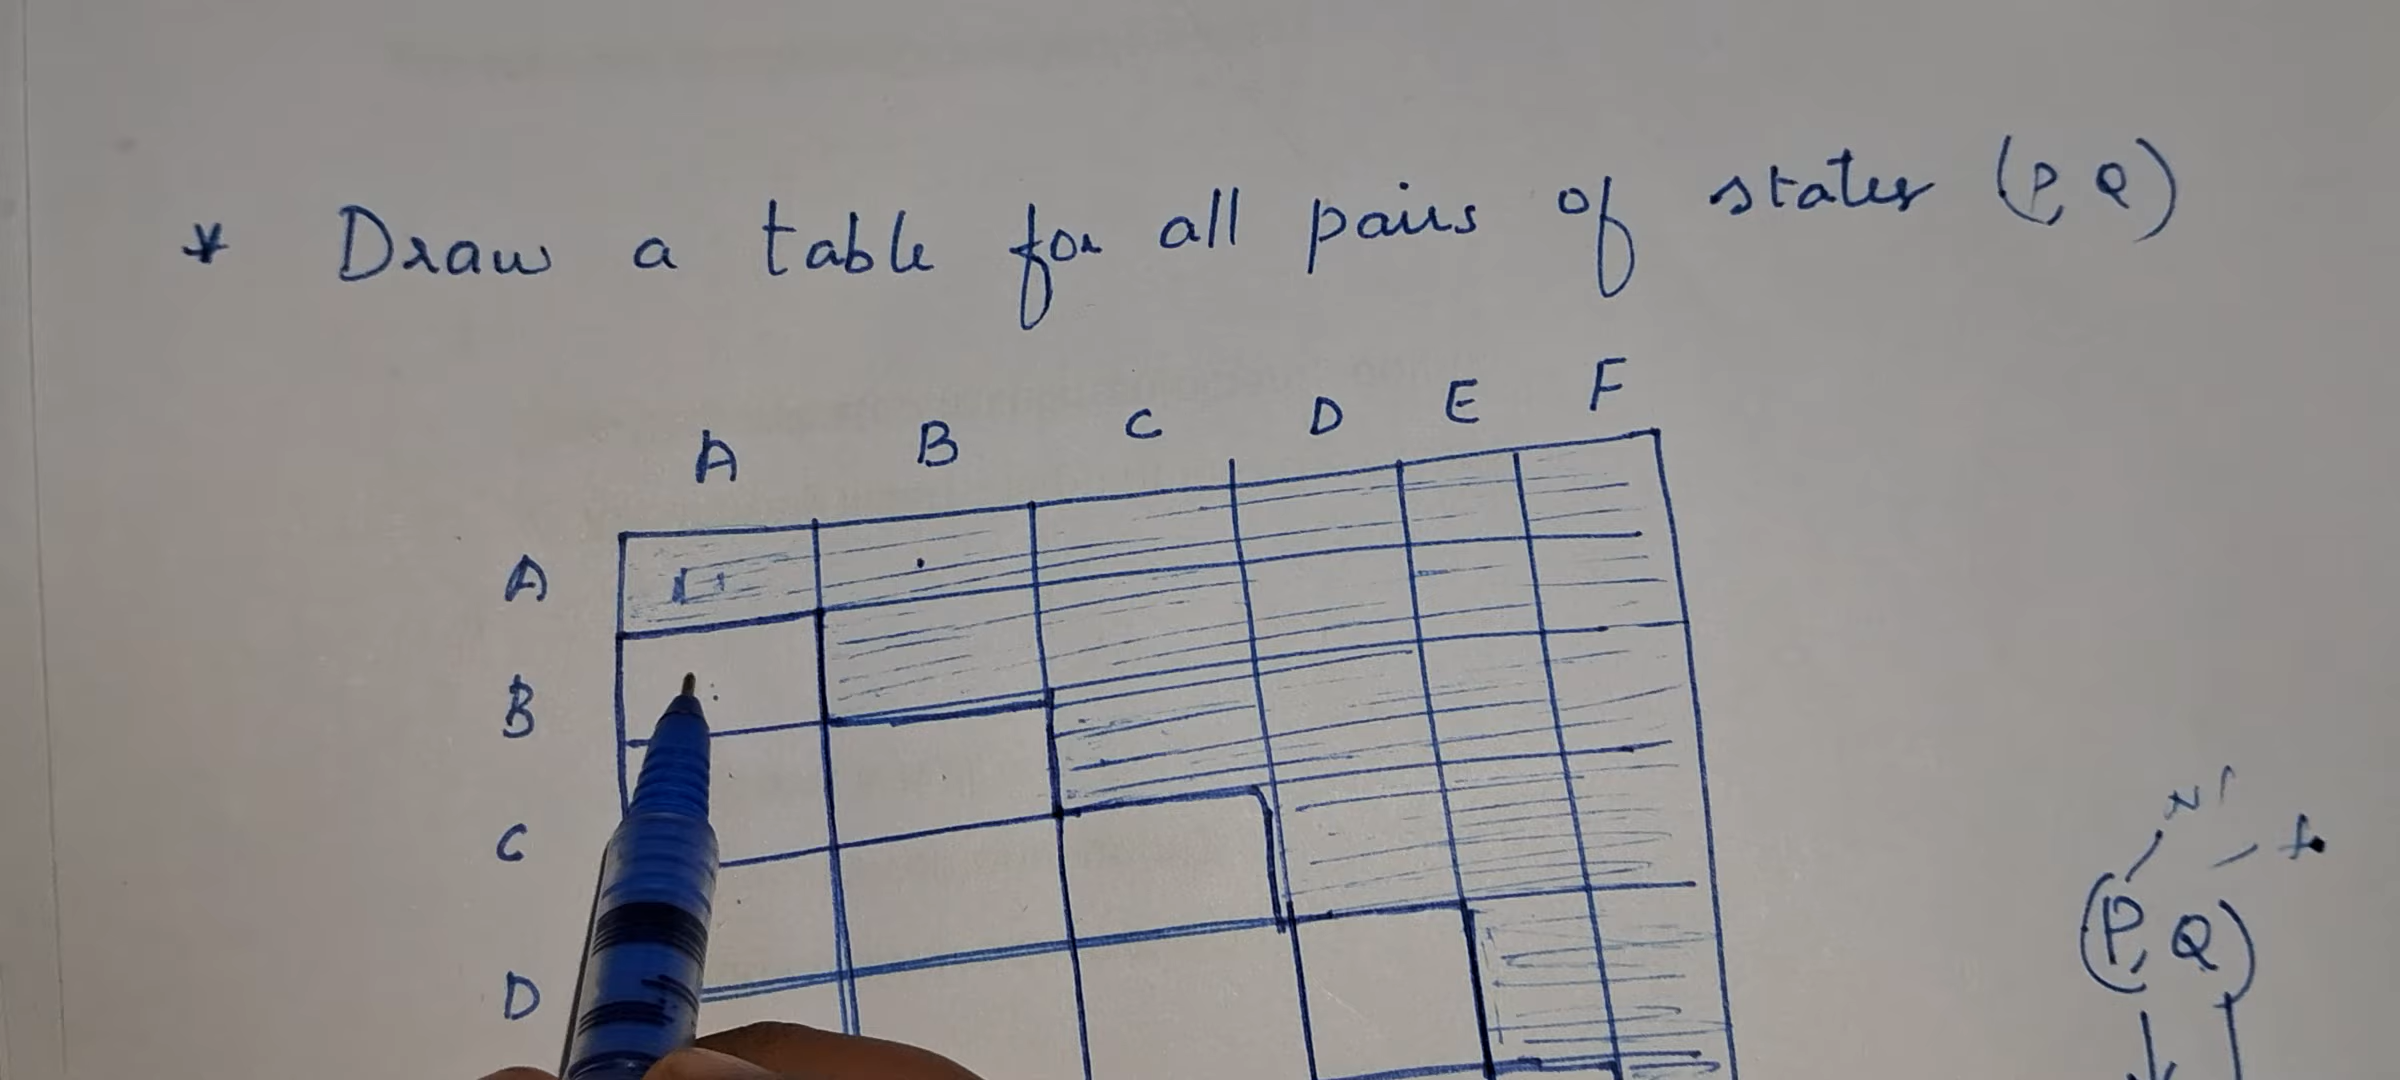 * Draw a table for all pairs of states (P, Q)
A B C D E F
A
B
C
D
(P, Q)